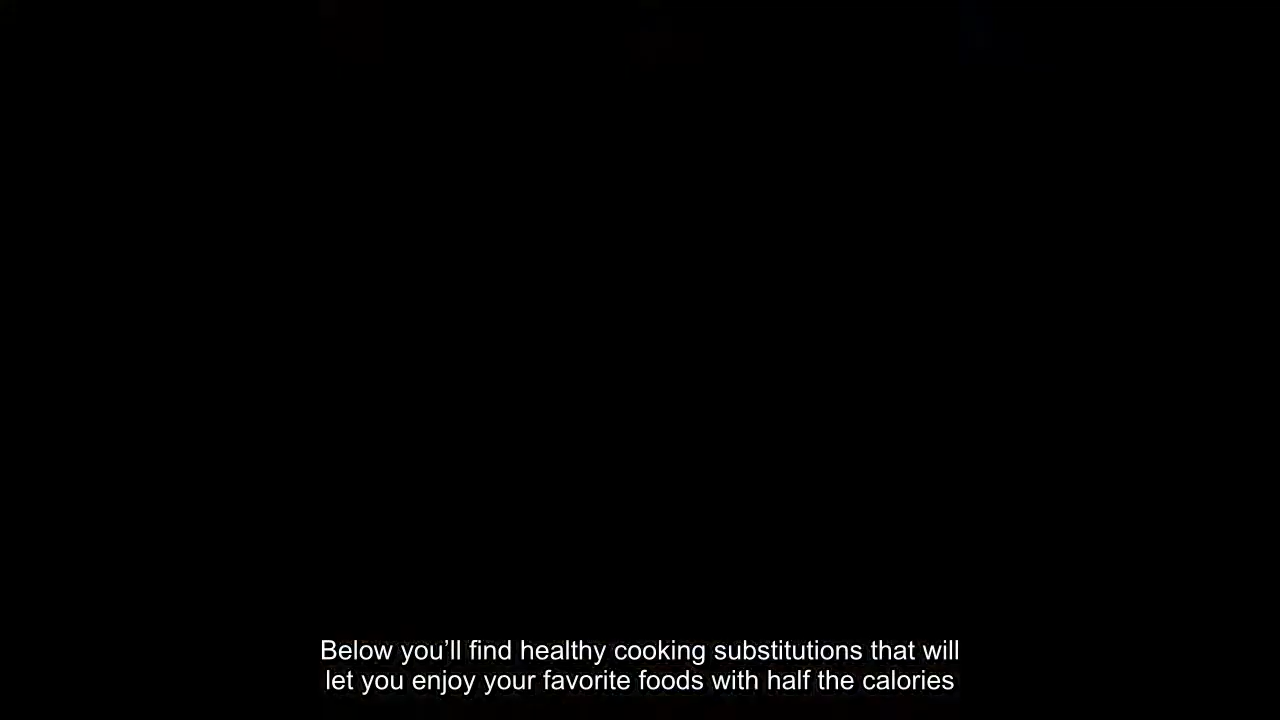 Below you’ll find healthy cooking substitutions that will
let you enjoy your favorite foods with half the calories